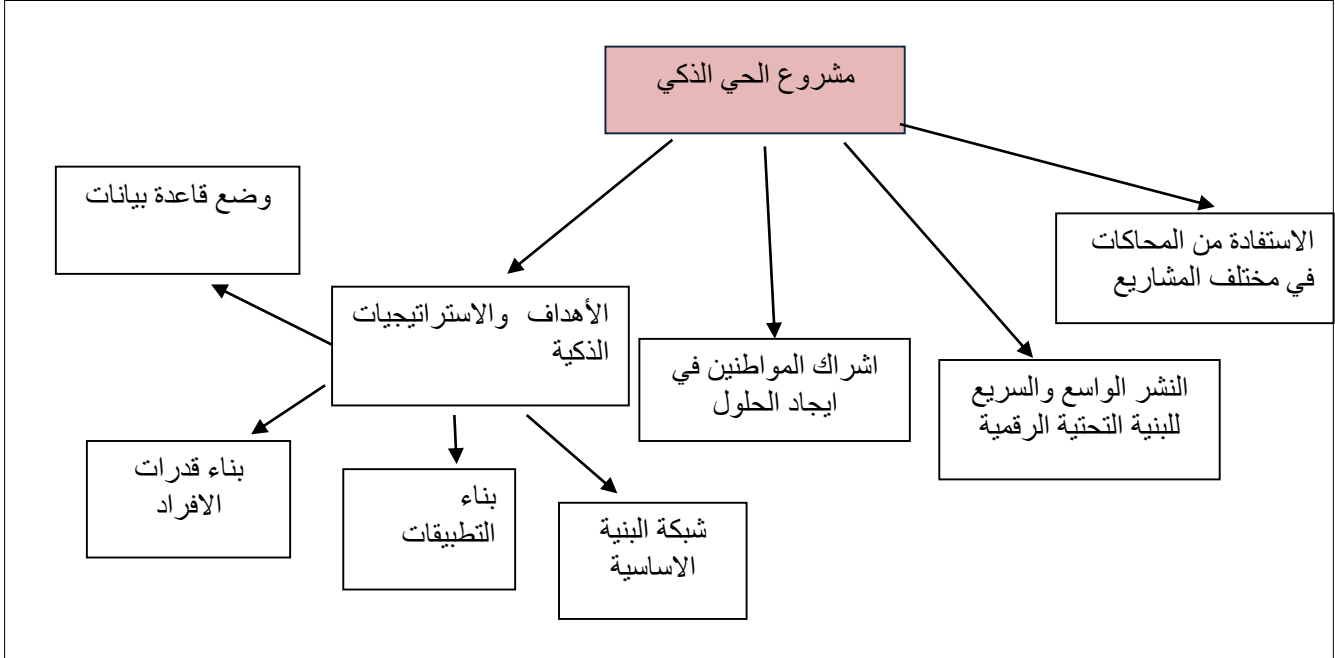 مشروع الحي الذكي
الاستفادة من المحاكات
في مختلف المشاريع
النشر الواسع والسريع
للبنية التحتية الرقمية
اشراك المواطنين في
ايجاد الحلول
الأهداف والاستراتيجيات
الذكية
وضع قاعدة بيانات
بناء قدرات
الافراد
بناء
التطبيقات
شبكة البنية
الاساسية